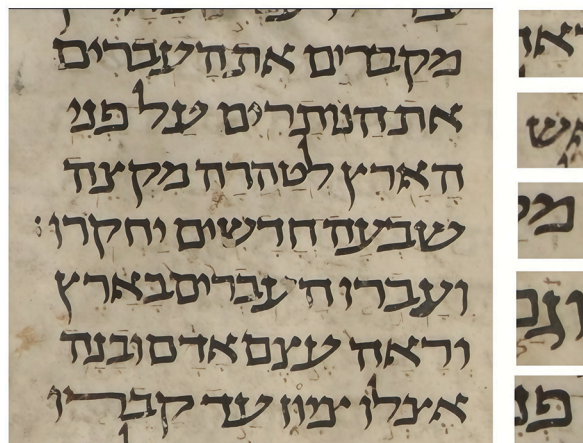 מקברים את העברים
את הנותרים על פני
הארץ לטהרה מקצה
שבעה חדשים יחקרו:
ועברו העברים בארץ
וראה עצם אדם ובנה
אצלו ציון עד קברו